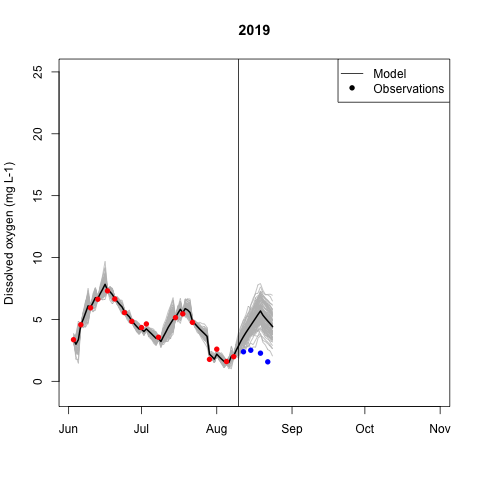 2019
Model
Observations
Dissolved oxygen (mg L-1)
25
20
15
10
5
0
Jun Jul Aug Sep Oct Nov